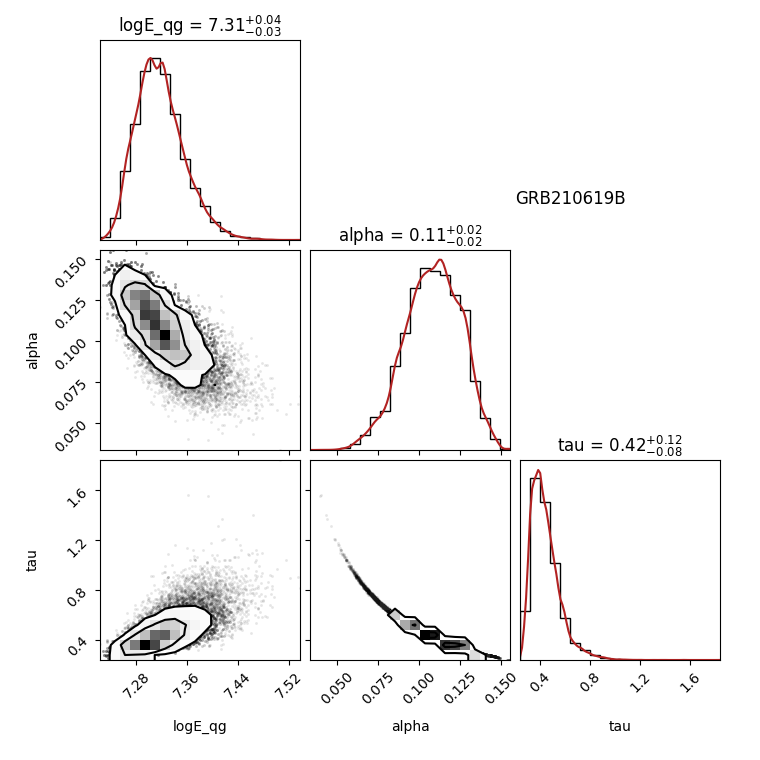 logE_qg = 7.31+0.04−0.03
GRB210619B
alpha = 0.11+0.02−0.02
0.150
0.125
0.100
0.075
0.050
alpha
tau = 0.42+0.12−0.08
1.6
1.2
0.8
0.4
tau
7.28 7.36 7.44 7.52
0.050 0.075 0.100 0.125 0.150
0.4 0.8 1.2 1.6
logE_qg alpha tau